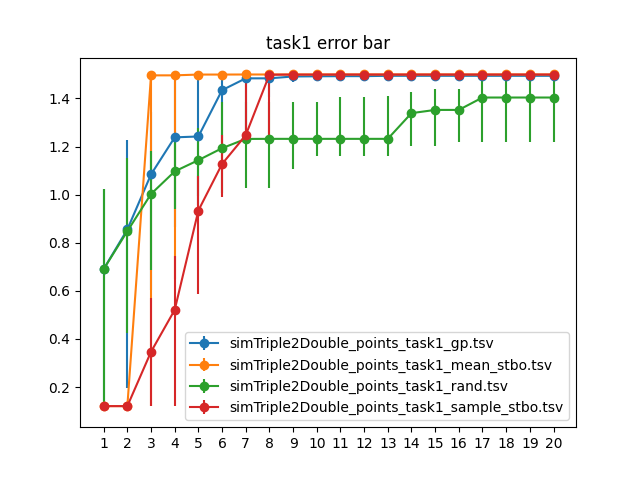 task1 error bar
1.4
1.2
1.0
0.8
0.6
0.4
0.2
simTriple2Double_points_task1_gp.tsv
simTriple2Double_points_task1_mean_stbo.tsv
simTriple2Double_points_task1_rand.tsv
simTriple2Double_points_task1_sample_stbo.tsv
1 2 3 4 5 6 7 8 9 10 11 12 13 14 15 16 17 18 19 20